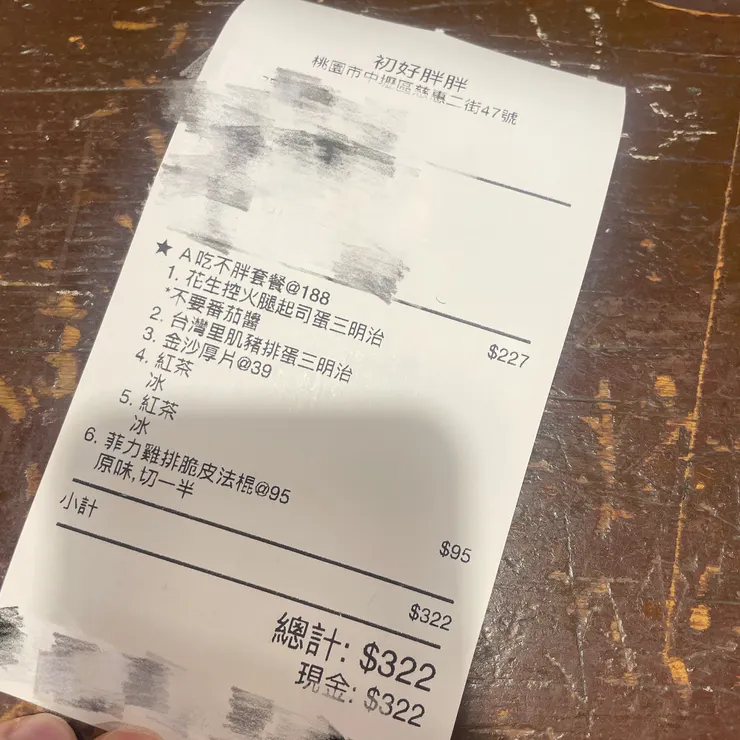 初好胖胖
桃園市中壢區慈惠二街47號
★ A吃不胖套餐@188 $227
1. 花生控火腿起司蛋三明治
*不要番茄醬
2. 台灣里肌豬排蛋三明治
3. 金沙厚片@39
4. 紅茶
冰
5. 紅茶
冰
6. 菲力雞排脆皮法棍@95 $95
原味,切一半
小計 $322
總計: $322
現金: $322